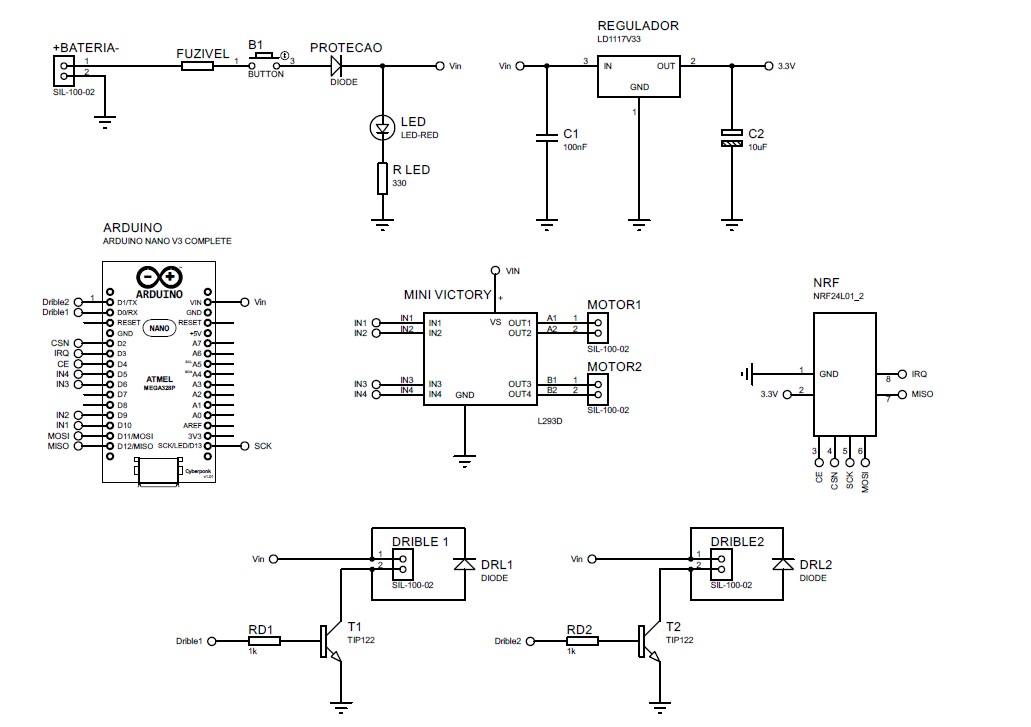 +BATERIA-
1
2
SIL-100-02
FUZIVEL
B1
1
3
BUTTON
PROTECAO
DIODE
Vin
LED
LED-RED
R LED
330
REGULADOR
LD1117V33
Vin
3
IN
OUT
2
3.3V
GND
1
C1
100nF
C2
10uF
ARDUINO
ARDUINO NANO V3 COMPLETE
ARDUINO
NANO
ATMEL
MEGA328P
Cyberponk
v1.01
Drible2
1
D1/TX
VIN
Vin
Drible1
D0/RX
GND
RESET
RESET
GND
+5V
CSN
D2
A7
IRQ
D3
A6
CE
D4
A5
IN4
D5
A4
IN3
D6
A3
D7
A2
D8
A1
IN2
D9
A0
IN1
D10
AREF
MOSI
D11/MOSI
3V3
MISO
D12/MISO
SCK/LED/D13
SCK
VIN
+
MINI VICTORY
VS
IN1
IN1
IN1
OUT1
A1
1
IN2
IN2
IN2
OUT2
A2
2
MOTOR1
SIL-100-02
IN3
IN3
IN3
OUT3
B1
1
IN4
IN4
IN4
OUT4
B2
2
MOTOR2
SIL-100-02
GND
L293D
NRF
NRF24L01_2
1
GND
8
IRQ
3.3V
2
7
MISO
3
4
5
6
CE
CSN
SCK
MOSI
Vin
DRIBLE 1
1
2
SIL-100-02
DRL1
DIODE
Drible1
RD1
1k
T1
TIP122
Vin
DRIBLE2
1
2
SIL-100-02
DRL2
DIODE
Drible2
RD2
1k
T2
TIP122